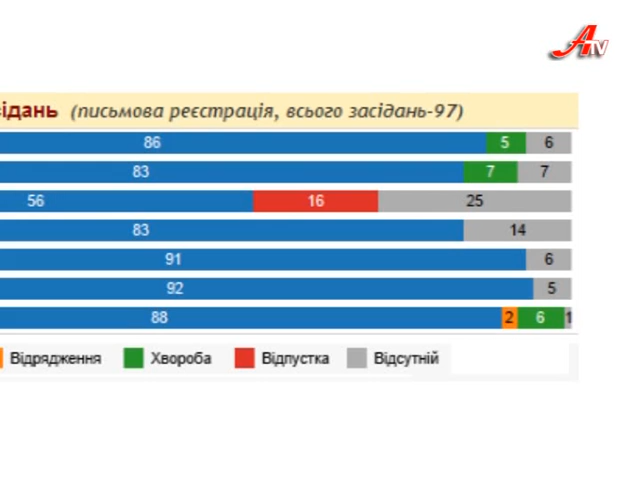 ATV
ідань (письмова реєстрація, всього засідань-97)
86 5 6
83 7 7
56 16 25
83 14
91 6
92 5
88 2 6 1
Відрядження Хвороба Відпустка Відсутній